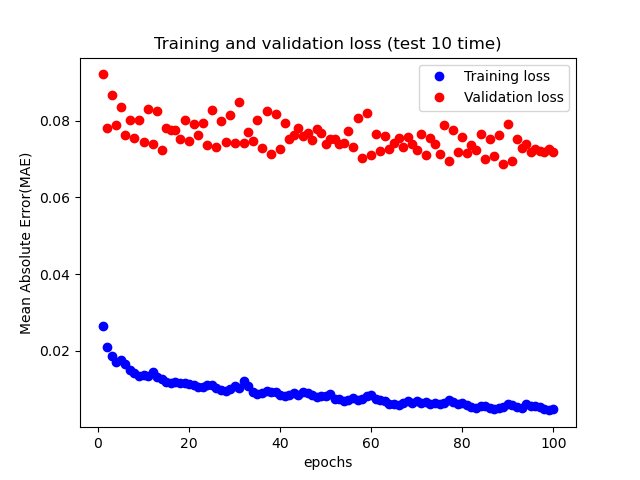 Training and validation loss (test 10 time)
Training loss
Validation loss
Mean Absolute Error(MAE)
0.08
0.06
0.04
0.02
0 20 40 60 80 100
epochs